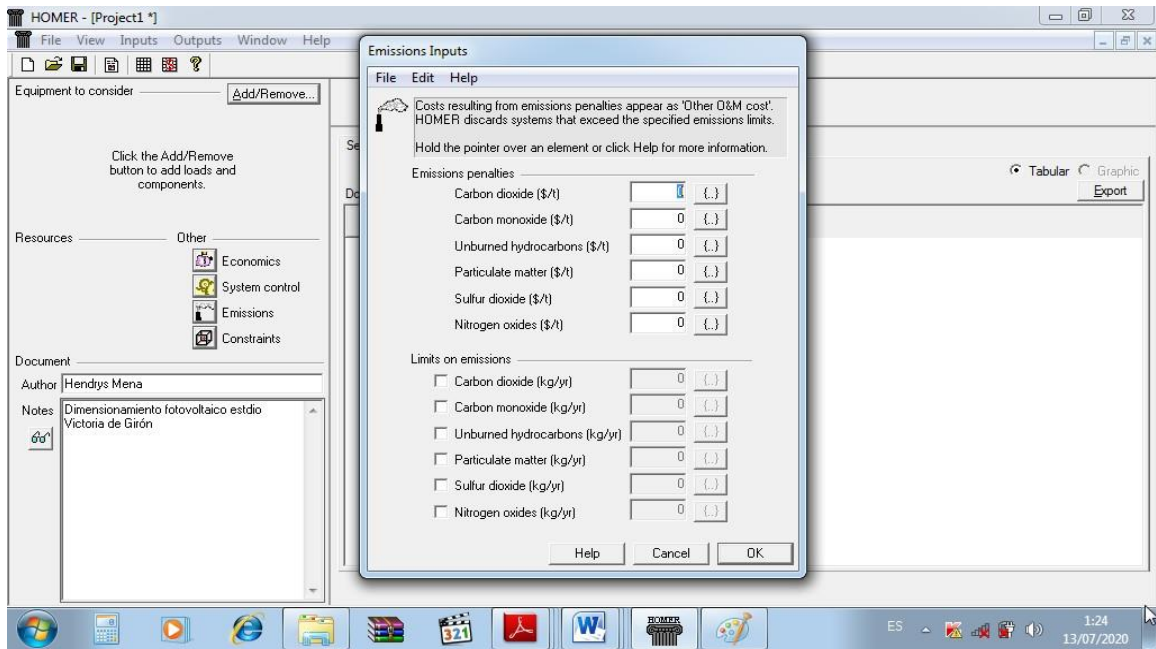 HOMER - [Project1 *]
File View Inputs Outputs Window Help
Equipment to consider
Add/Remove...
Click the Add/Remove
button to add loads and
components.
Resources
Other
Economics
System control
Emissions
Constraints
Document
Author Hendrys Mena
Notes Dimensionamiento fotovoltaico estdio
Victoria de Girón
Emissions Inputs
File Edit Help
Costs resulting from emissions penalties appear as 'Other O&M cost'.
HOMER discards systems that exceed the specified emissions limits.
Hold the pointer over an element or click Help for more information.
Emissions penalties
Carbon dioxide ($/t) 0 {..}
Carbon monoxide ($/t) 0 {..}
Unburned hydrocarbons ($/t) 0 {..}
Particulate matter ($/t) 0 {..}
Sulfur dioxide ($/t) 0 {..}
Nitrogen oxides ($/t) 0 {..}
Limits on emissions
Carbon dioxide (kg/yr) 0 {..}
Carbon monoxide (kg/yr) 0 {..}
Unburned hydrocarbons (kg/yr) 0 {..}
Particulate matter (kg/yr) 0 {..}
Sulfur dioxide (kg/yr) 0 {..}
Nitrogen oxides (kg/yr) 0 {..}
Help Cancel OK
Se
Do
Tabular Graphic
Export
321
W
HOMER
ES
1:24
13/07/2020